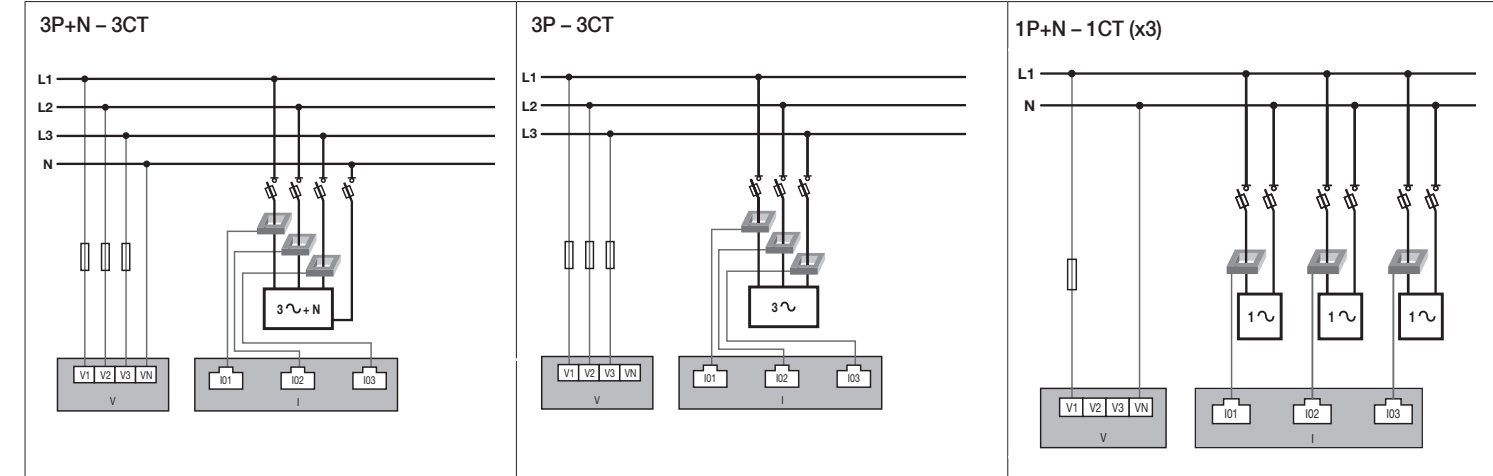 3P+N – 3CT
L1
L2
L3
N
3 + N
V1 V2 V3 VN
V
I01 I02 I03
I
3P – 3CT
L1
L2
L3
3
V1 V2 V3 VN
V
I01 I02 I03
I
1P+N – 1CT (x3)
L1
N
1 1 1
V1 V2 V3 VN
V
I01 I02 I03
I